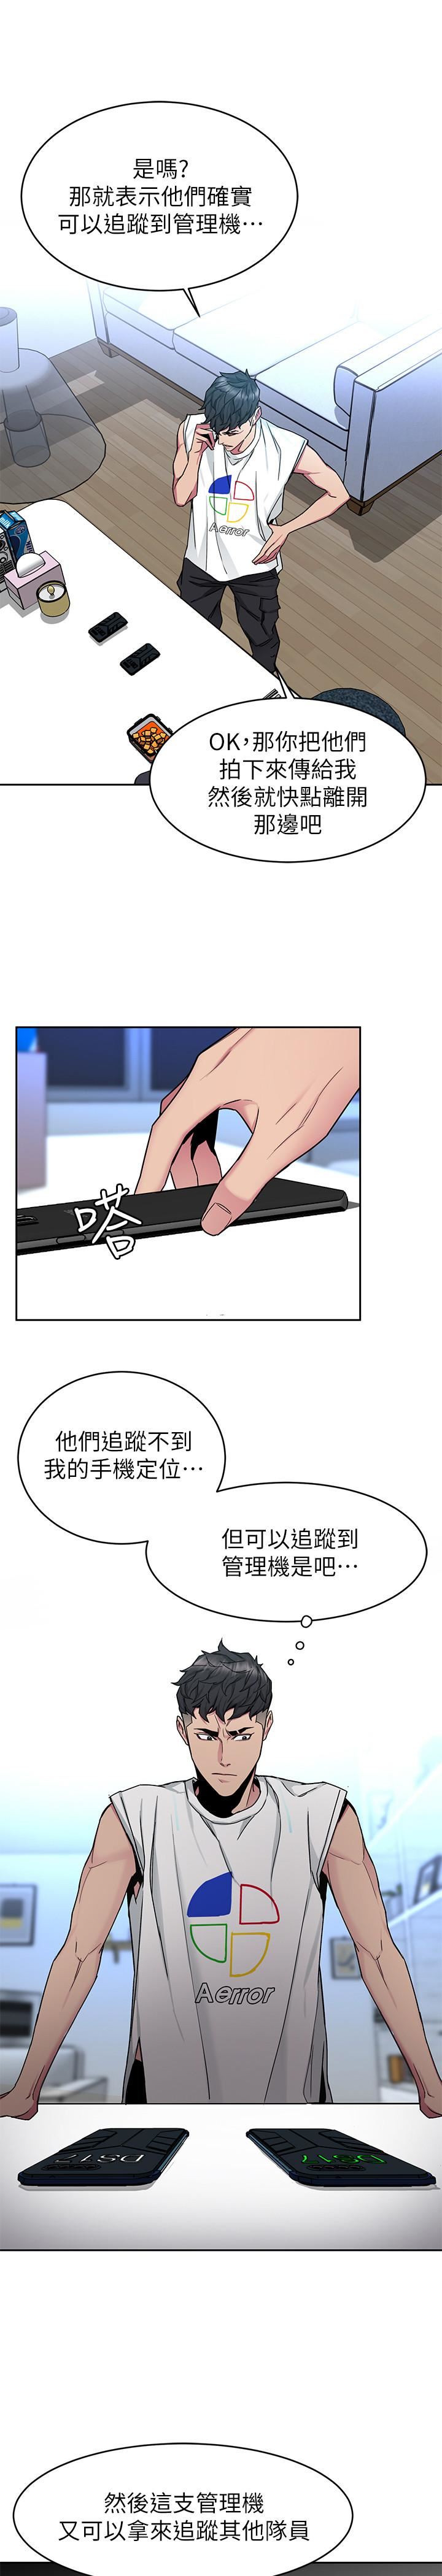 是嗎?
那就表示他們確實
可以追蹤到管理機…
Aerror
OK,那你把他們
拍下來傳給我
然後就快點離開
那邊吧
嗒
他們追蹤不到
我的手機定位…
但可以追蹤到
管理機是吧…
Aerror
DS17
DS17
然後這支管理機
又可以拿來追蹤其他隊員